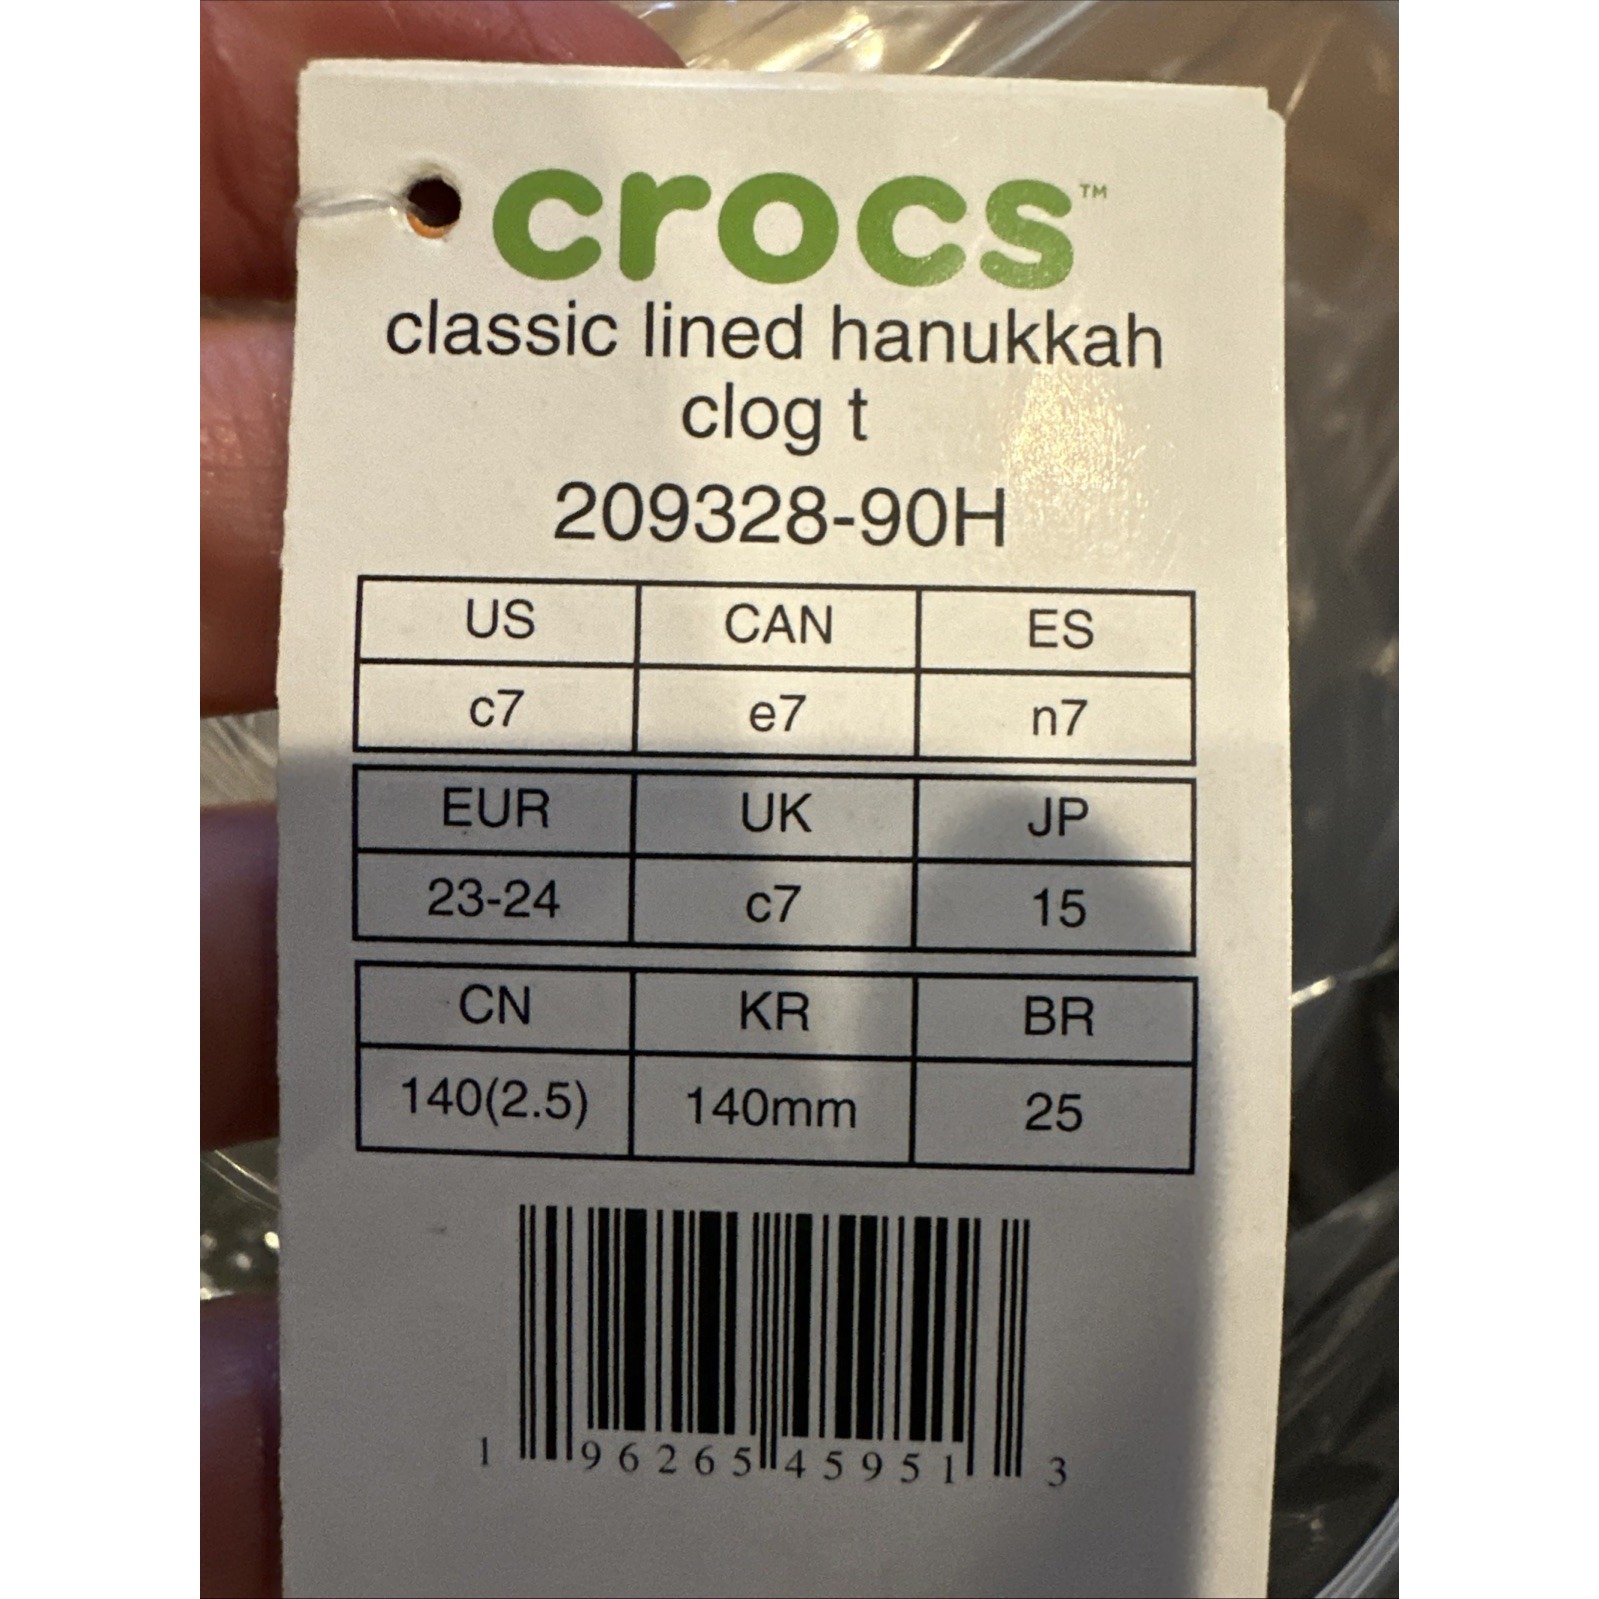 crocs™
classic lined hanukkah
clog t
209328-90H
US CAN ES
c7 e7 n7
EUR UK JP
23-24 c7 15
CN KR BR
140(2.5) 140mm 25
1 96265 45951 3